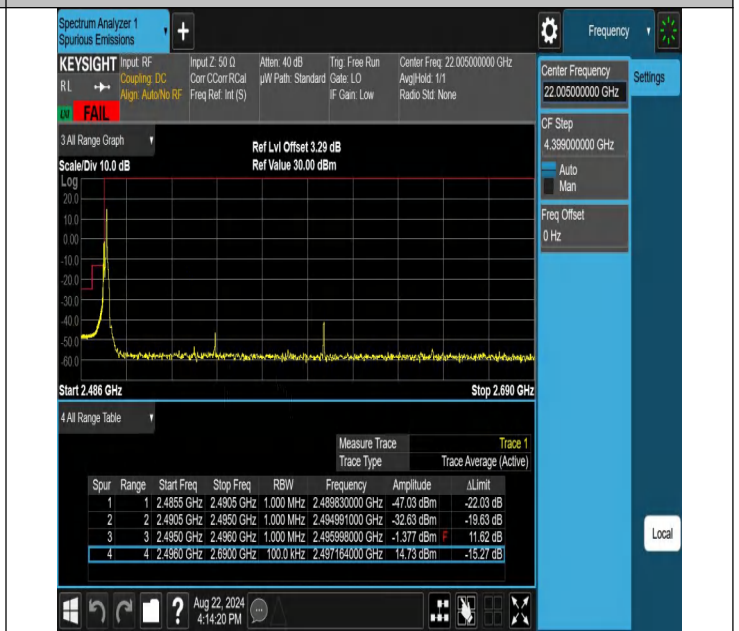 Spectrum Analyzer 1
Spurious Emissions
+
Frequency
KEYSIGHT Input: RF Input Z: 50 Ω Atten: 40 dB Trig: Free Run Center Freq: 22.005000000 GHz
RL Coupling: DC Corr CCorr RCal µW Path: Standard Gate: LO Avg|Hold: 1/1
Align: Auto/No RF Freq Ref: Int (S) IF Gain: Low Radio Std: None
LNI FAIL
Center Frequency
22.005000000 GHz
Settings
CF Step
4.399000000 GHz
Auto
Man
Freq Offset
0 Hz
3 All Range Graph
Ref Lvl Offset 3.29 dB
Scale/Div 10.0 dB Ref Value 30.00 dBm
Log
20.0
10.0
0.00
-10.0
-20.0
-30.0
-40.0
-50.0
-60.0
Start 2.486 GHz Stop 2.690 GHz
4 All Range Table
Measure Trace Trace 1
Trace Type Trace Average (Active)
Spur Range Start Freq Stop Freq RBW Frequency Amplitude ΔLimit
1 1 2.4855 GHz 2.4905 GHz 1.000 MHz 2.489830000 GHz -47.03 dBm -22.03 dB
2 2 2.4905 GHz 2.4950 GHz 1.000 MHz 2.494991000 GHz -32.63 dBm -19.63 dB
3 3 2.4950 GHz 2.4960 GHz 1.000 MHz 2.495998000 GHz -1.377 dBm F 11.62 dB
4 4 2.4960 GHz 2.6900 GHz 100.0 kHz 2.497164000 GHz 14.73 dBm -15.27 dB
Local
?
Aug 22, 2024
4:14:20 PM